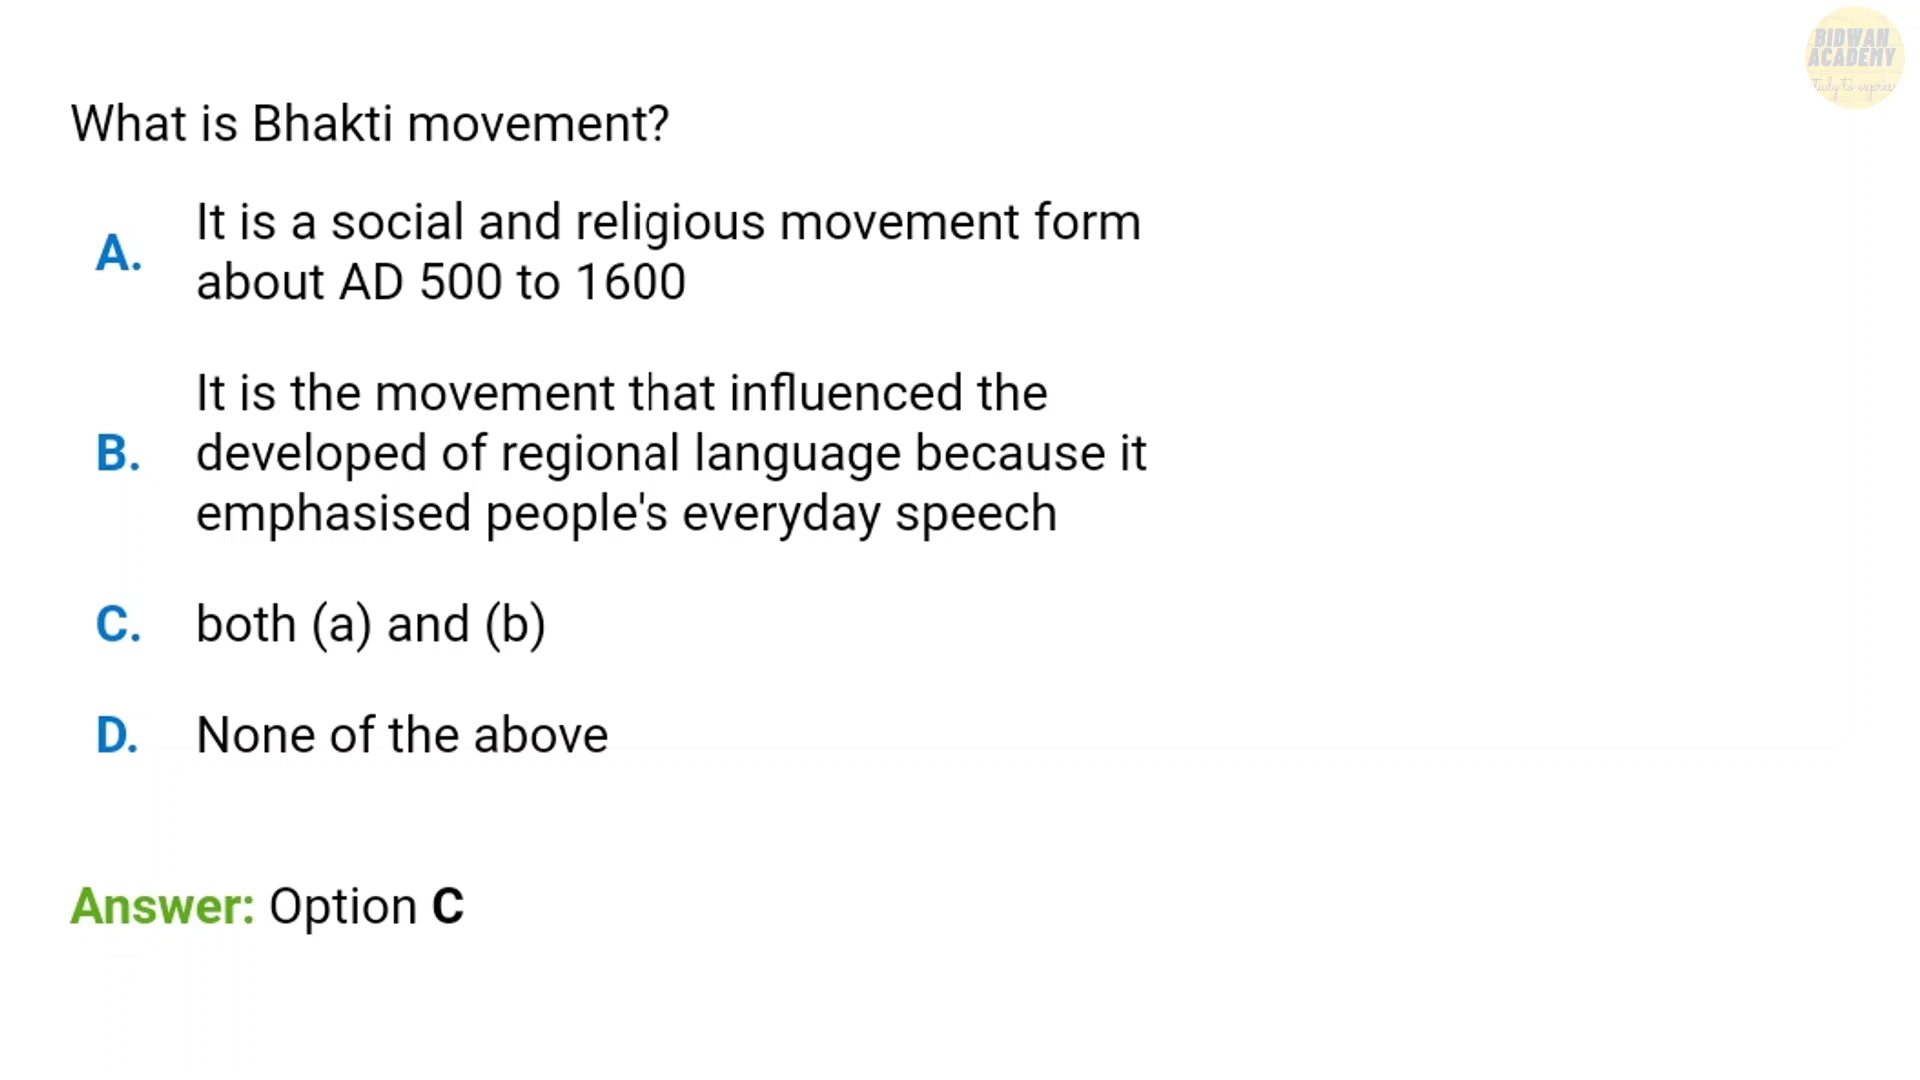 BIDWAN
ACADEMY
What is Bhakti movement?
A. It is a social and religious movement form
about AD 500 to 1600
It is the movement that influenced the
B. developed of regional language because it
emphasised people's everyday speech
C. both (a) and (b)
D. None of the above
Answer: Option C